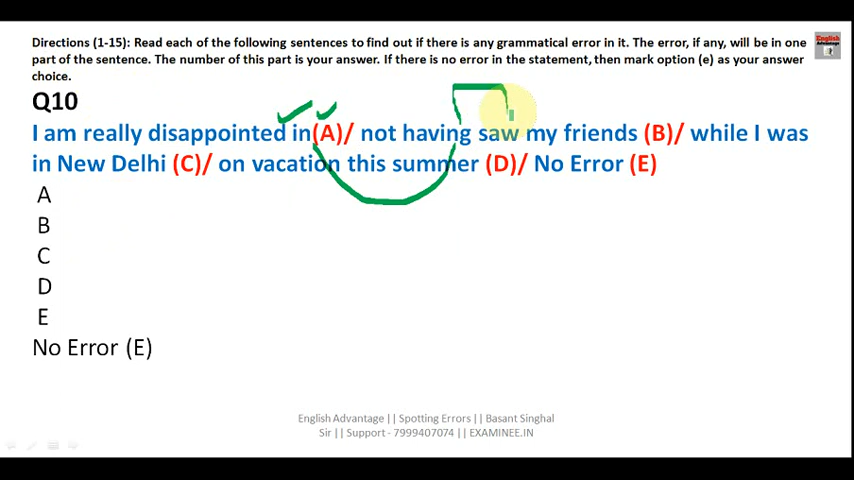 Directions (1-15): Read each of the following sentences to find out if there is any grammatical error in it. The error, if any, will be in one
part of the sentence. The number of this part is your answer. If there is no error in the statement, then mark option (e) as your answer
choice.
English
Advantage
Q10
I am really disappointed in(A)/ not having saw my friends (B)/ while I was
in New Delhi (C)/ on vacation this summer (D)/ No Error (E)
A
B
C
D
E
No Error (E)
English Advantage || Spotting Errors || Basant Singhal
Sir || Support - 7999407074 || EXAMINEE.IN